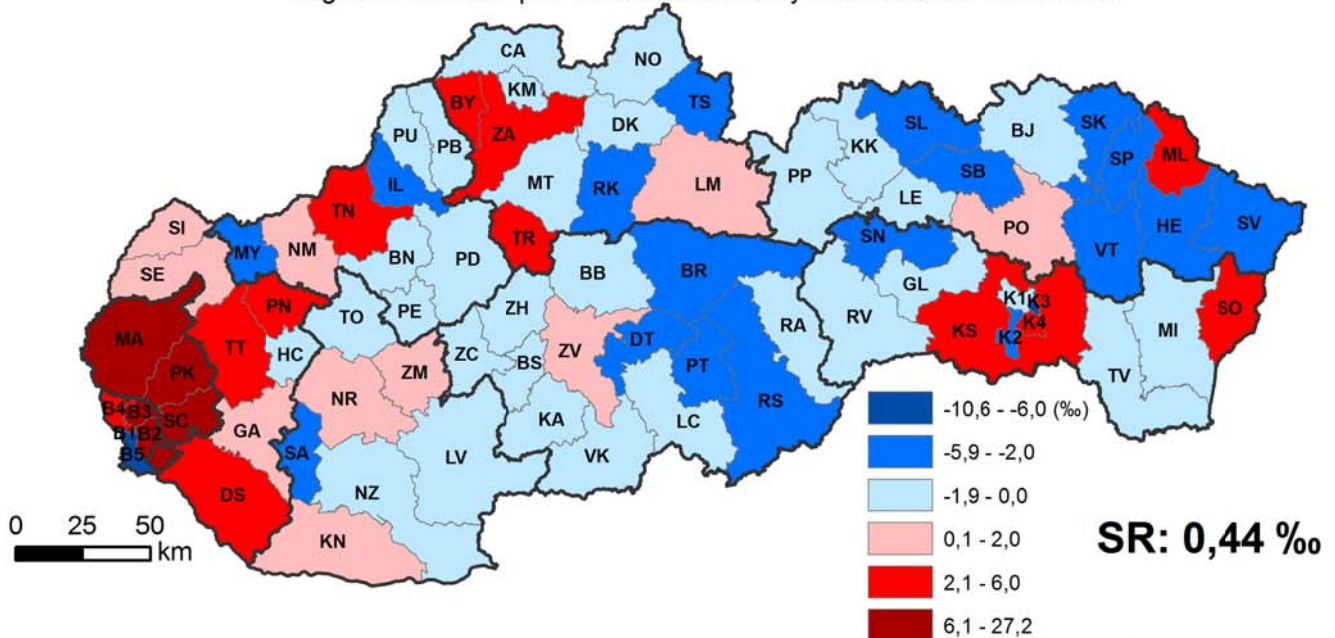 CA
NO
KM
BY
TS
PU
PB
ZA
DK
SL
BJ
SK
KK
SP
ML
IL
MT
RK
LM
PP
SB
TN
LE
SI
TR
PO
HE
SV
MY
NM
SN
VT
SE
BN
PD
BB
BR
GL
PN
PE
ZH
K1
K3
SO
MA
TO
RV
KS
K4
MI
TT
HC
ZC
DT
RA
K2
PK
ZM
BS
ZV
PT
TV
NR
RS
B4
B3
SC
GA
KA
LC
B1
B2
SA
LV
VK
B5
DS
NZ
KN
0 25 50
km
-10,6 - -6,0 (‰)
-5,9 - -2,0
-1,9 - 0,0
0,1 - 2,0
2,1 - 6,0
6,1 - 27,2
SR: 0,44 ‰